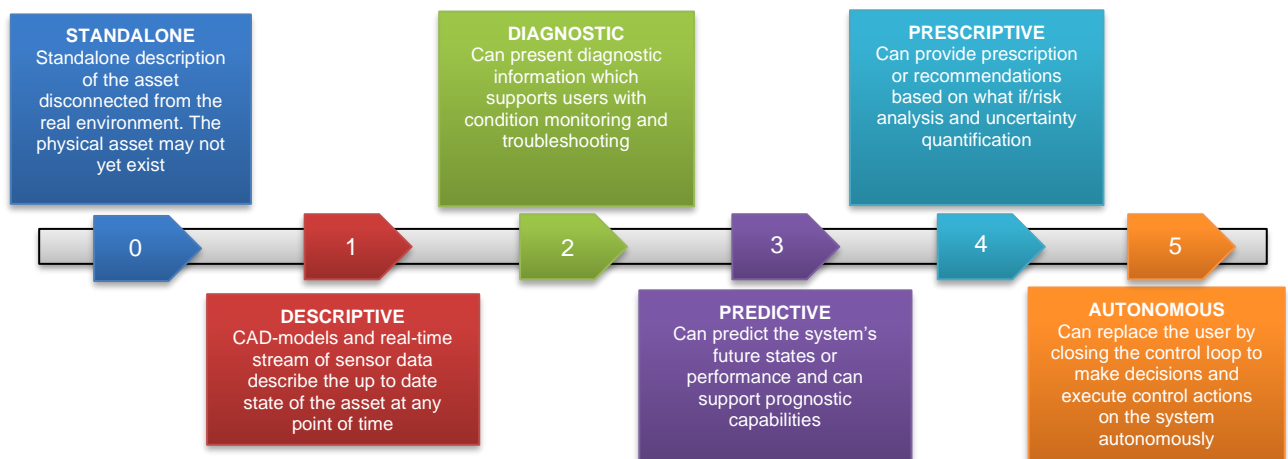 STANDALONE
Standalone description
of the asset
disconnected from the
real environment. The
physical asset may not
yet exist
DIAGNOSTIC
Can present diagnostic
information which
supports users with
condition monitoring and
troubleshooting
PRESCRIPTIVE
Can provide prescription
or recommendations
based on what if/risk
analysis and uncertainty
quantification
0
1
2
3
4
5
DESCRIPTIVE
CAD-models and real-time
stream of sensor data
describe the up to date
state of the asset at any
point of time
PREDICTIVE
Can predict the system's
future states or
performance and can
support prognostic
capabilities
AUTONOMOUS
Can replace the user by
closing the control loop to
make decisions and
execute control actions
on the system
autonomously